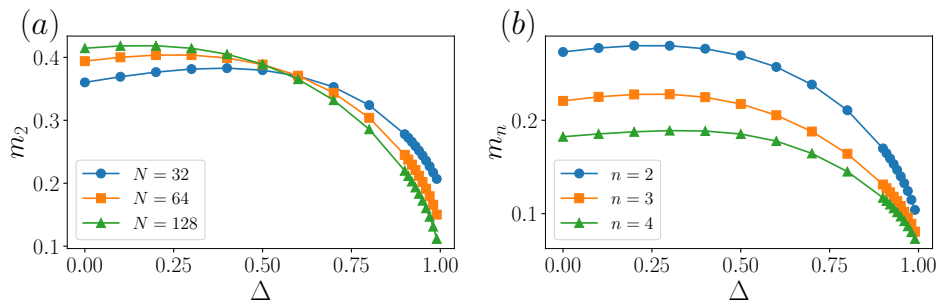 (a)
m₂
0.4
0.3
0.2
0.1
N = 32
N = 64
N = 128
0.00 0.25 0.50 0.75 1.00
Δ
(b)
mₙ
0.2
0.1
n = 2
n = 3
n = 4
0.00 0.25 0.50 0.75 1.00
Δ